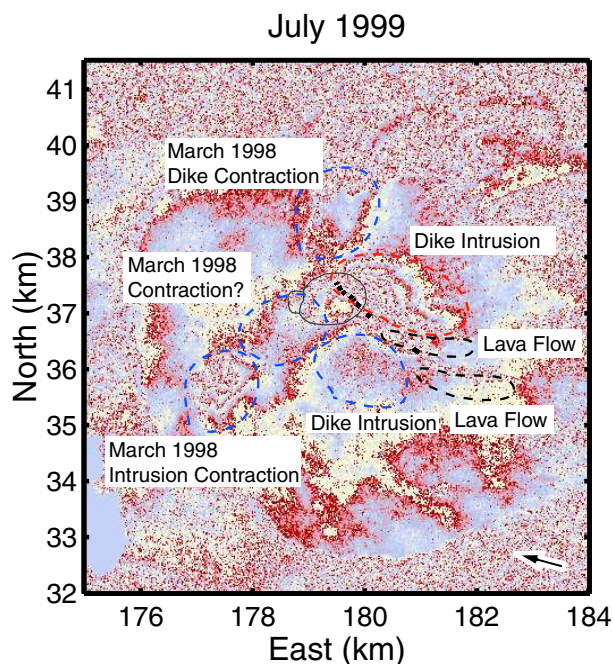 July 1999
41
40
39
38
37
36
35
34
33
32
North (km)
March 1998
Dike Contraction
Dike Intrusion
March 1998
Contraction?
Lava Flow
Dike Intrusion
Lava Flow
March 1998
Intrusion Contraction
176
178
180
182
184
East (km)